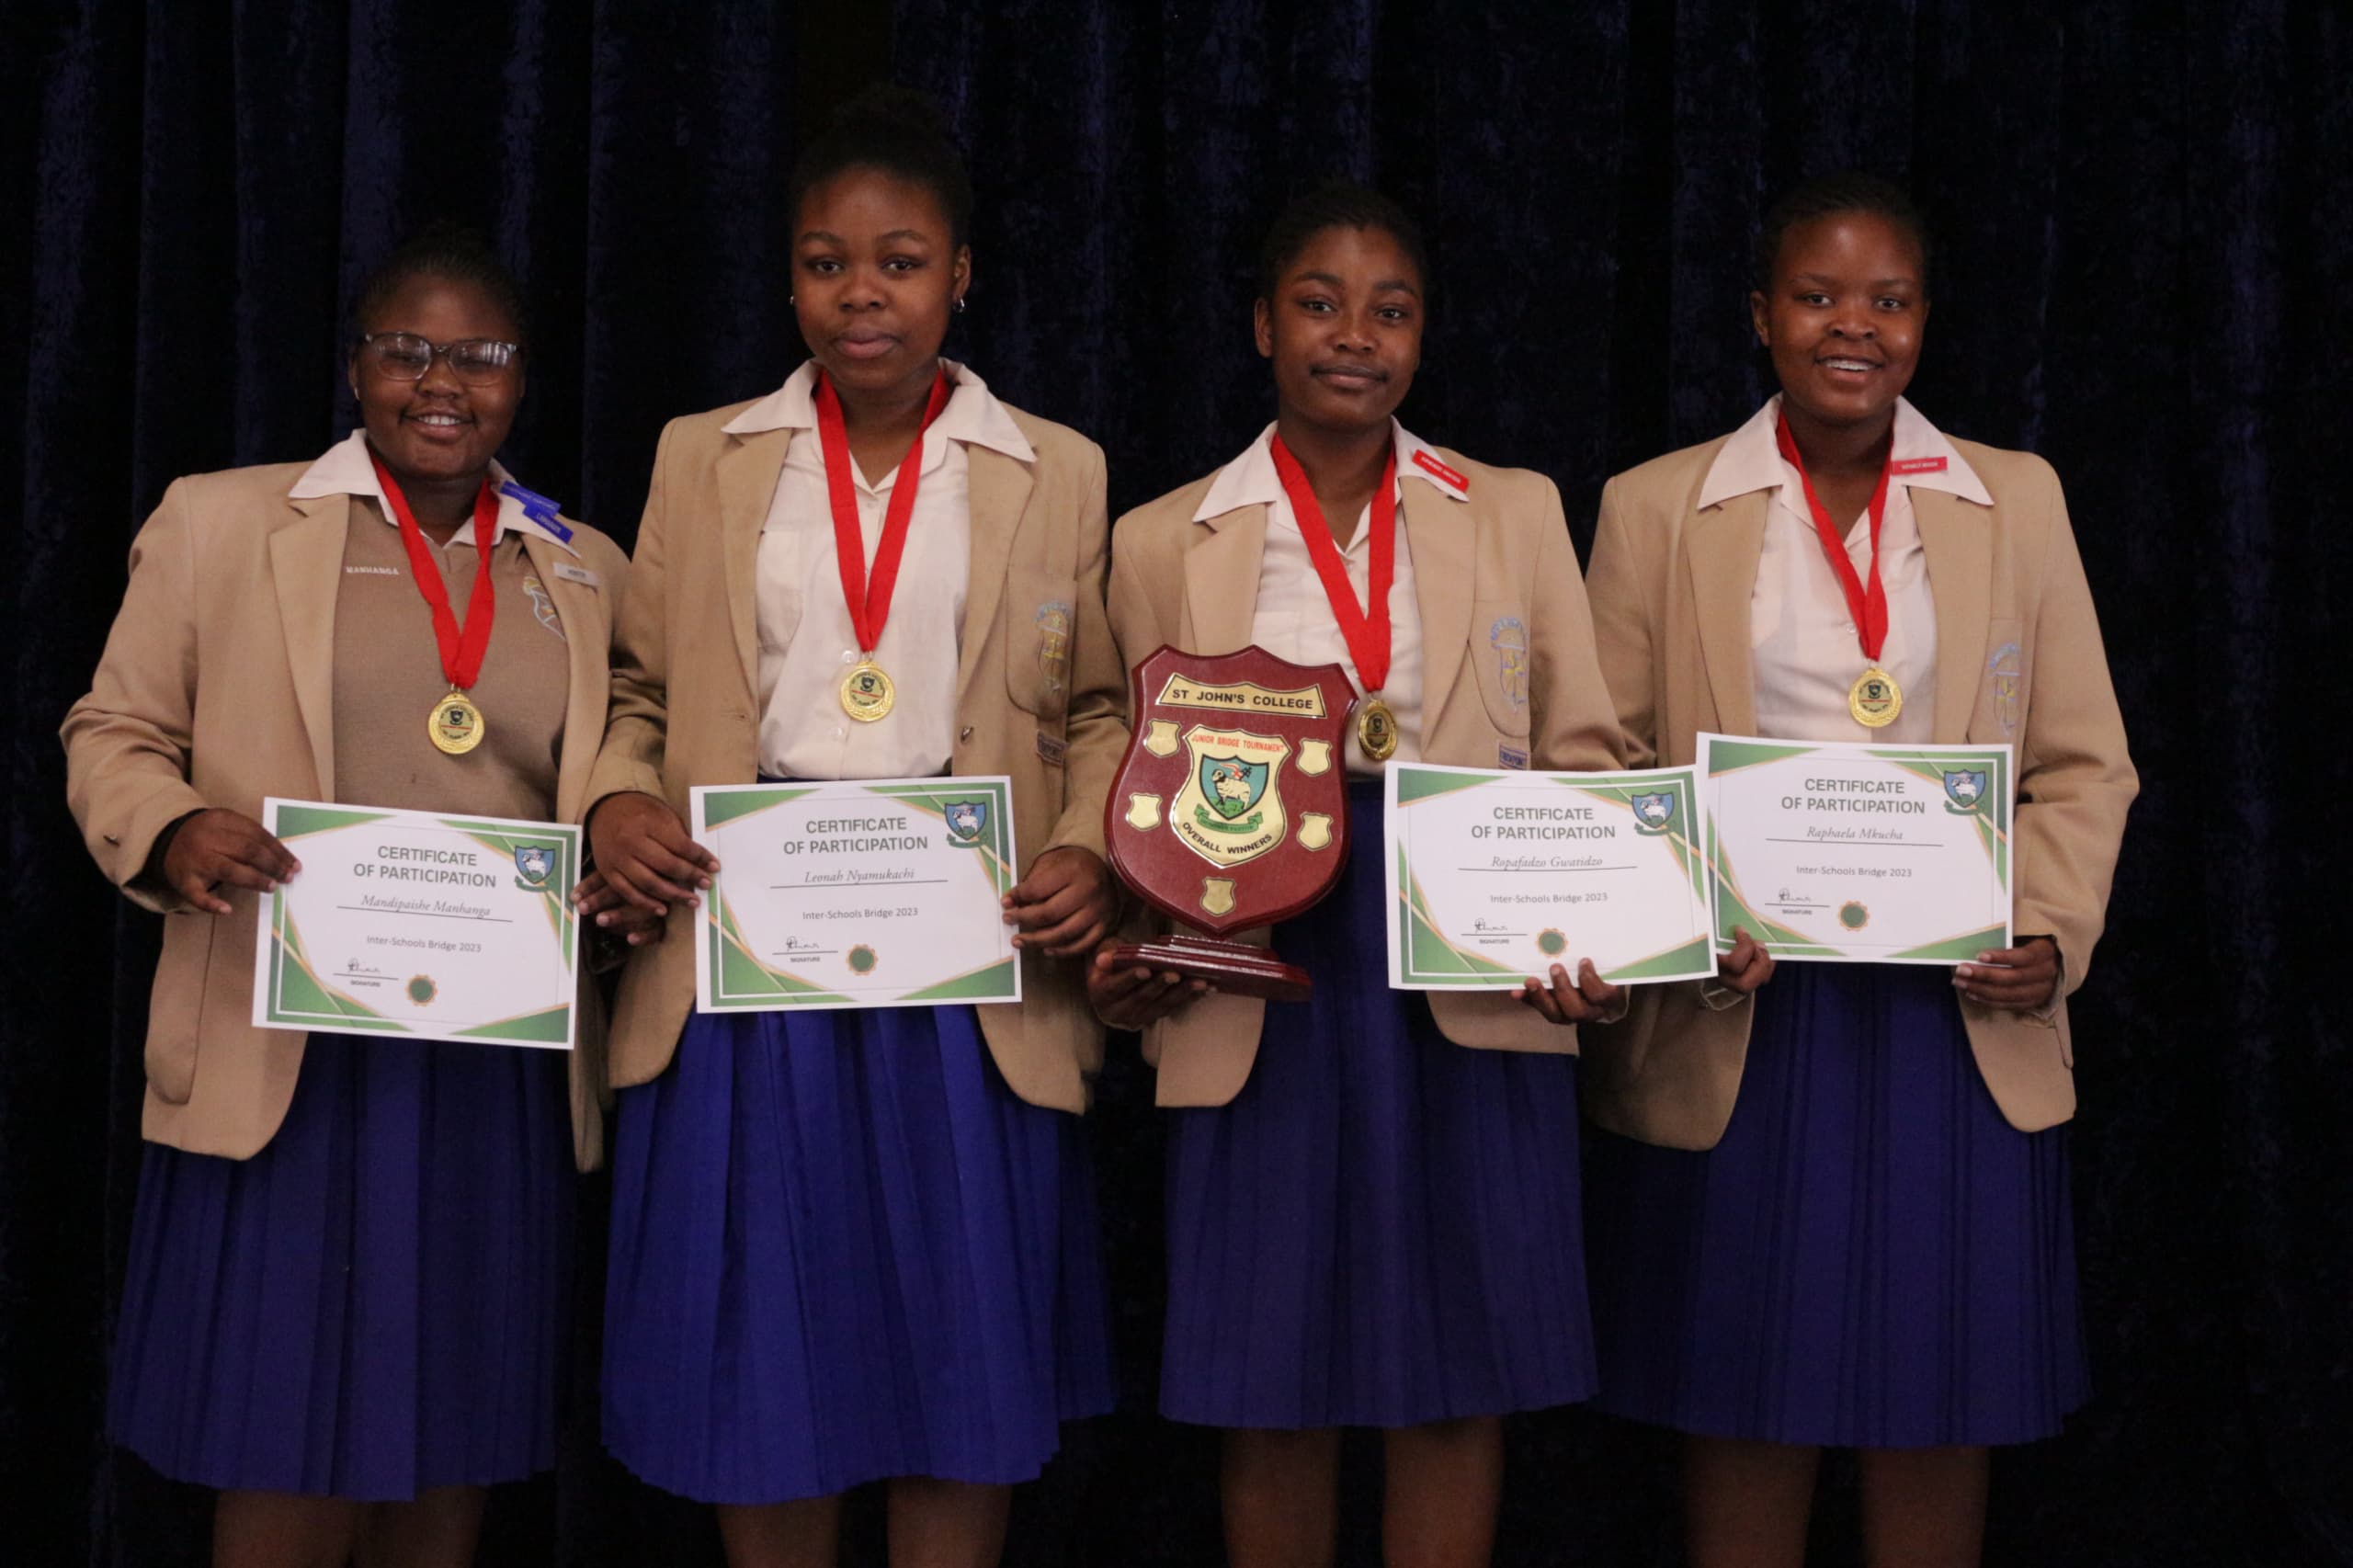 MANHANGA
LIBRARIAN
CERTIFICATE
OF PARTICIPATION
Mandipaishe Manhanga
Inter-Schools Bridge 2023
SIGNATURE
CERTIFICATE
OF PARTICIPATION
Leonah Nyamukachi
Inter-Schools Bridge 2023
SIGNATURE
ST JOHN'S COLLEGE
JUNIOR BRIDGE TOURNAMENT
OVERALL WINNERS
CERTIFICATE
OF PARTICIPATION
Ropafadzo Gwatidzo
Inter-Schools Bridge 2023
SIGNATURE
CERTIFICATE
OF PARTICIPATION
Raphaela Mkucha
Inter-Schools Bridge 2023
SIGNATURE